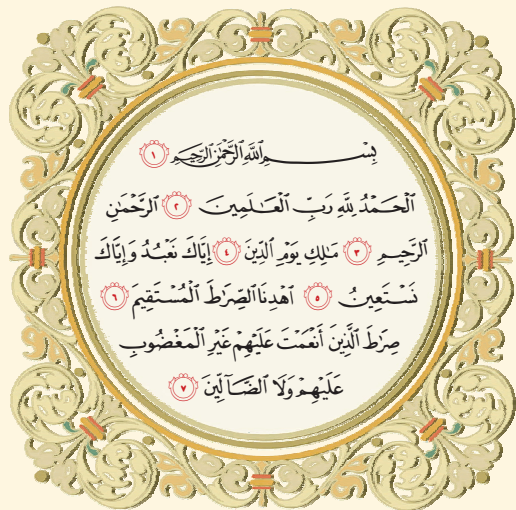 بِسْمِ ٱللَّهِ ٱلرَّحْمَٰنِ ٱلرَّحِيمِ ١
ٱلْحَمْدُ لِلَّهِ رَبِّ ٱلْعَٰلَمِينَ ٢ ٱلرَّحْمَٰنِ
ٱلرَّحِيمِ ٣ مَٰلِكِ يَوْمِ ٱلدِّينِ ٤ إِيَّاكَ نَعْبُدُ وَإِيَّاكَ
نَسْتَعِينُ ٥ ٱهْدِنَا ٱلصِّرَٰطَ ٱلْمُسْتَقِيمَ ٦
صِرَٰطَ ٱلَّذِينَ أَنْعَمْتَ عَلَيْهِمْ غَيْرِ ٱلْمَغْضُوبِ
عَلَيْهِمْ وَلَا ٱلضَّآلِّينَ ٧